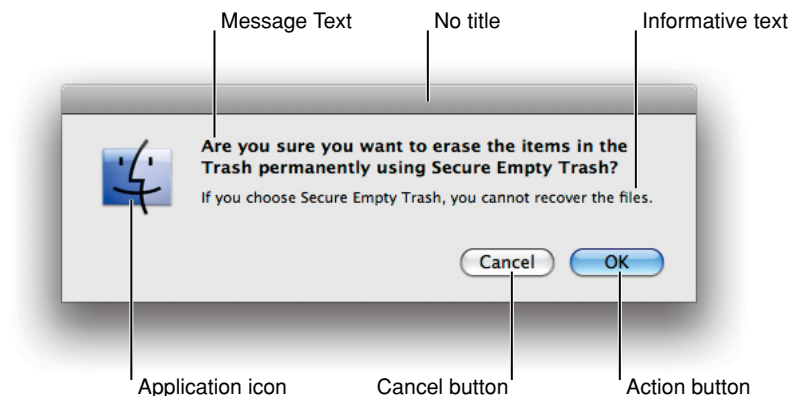 Message Text
No title
Informative text
Are you sure you want to erase the items in the
Trash permanently using Secure Empty Trash?
If you choose Secure Empty Trash, you cannot recover the files.
Cancel
OK
Application icon
Cancel button
Action button